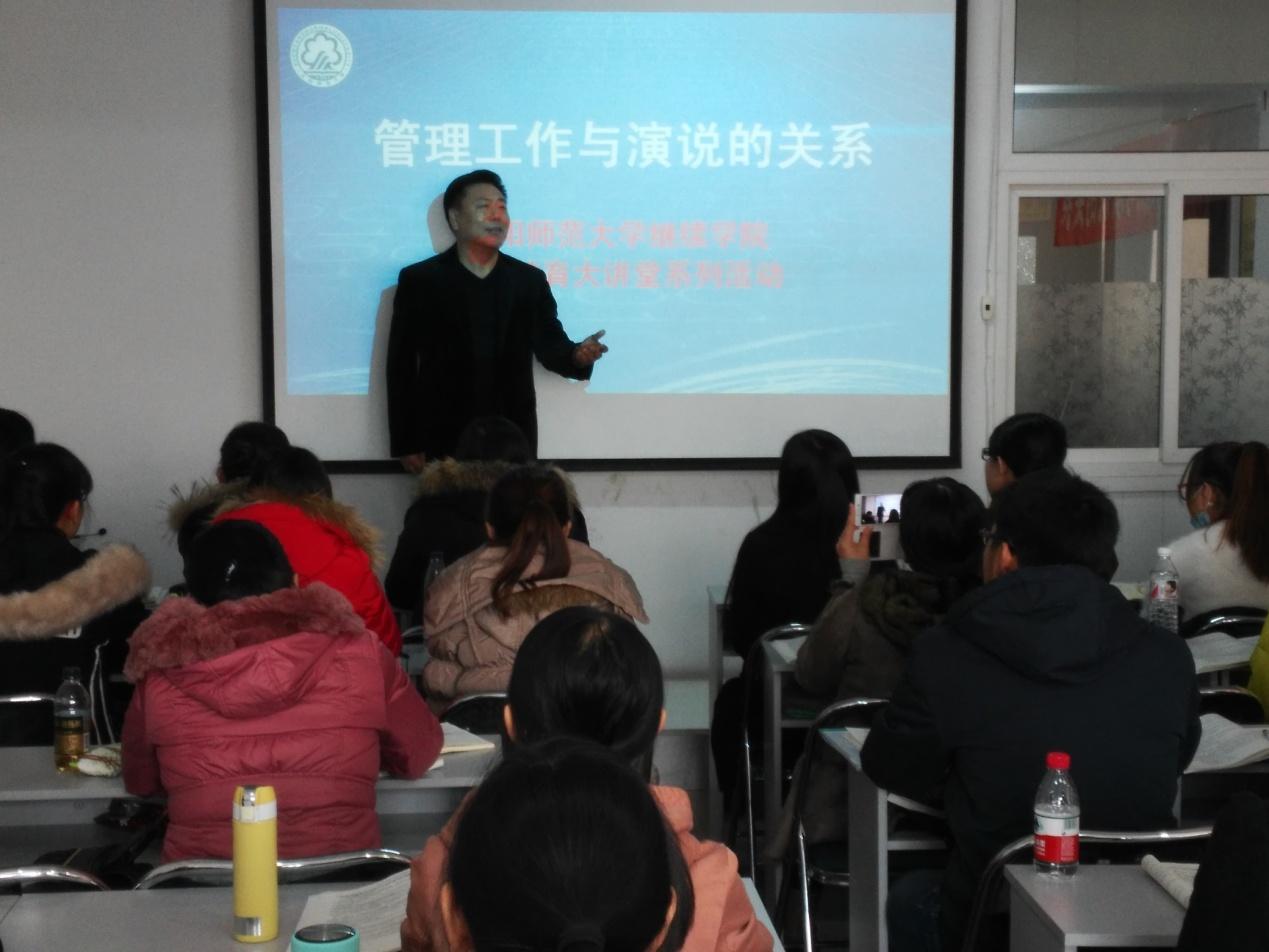 管理工作与演说的关系
阳师范大学继续学院
育大讲堂系列活动